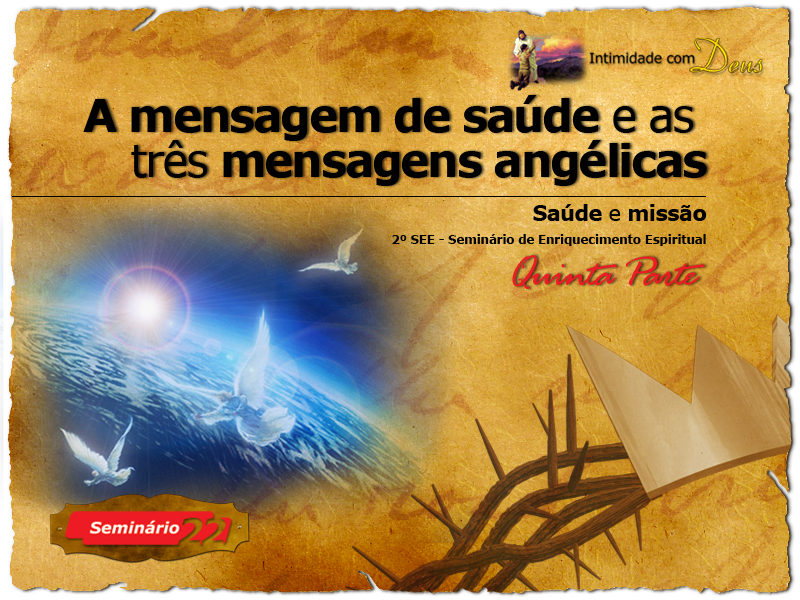 Intimidade com Deus
A mensagem de saúde e as
três mensagens angélicas
Saúde e missão
2º SEE - Seminário de Enriquecimento Espiritual
Quinta Parte
Seminário 22